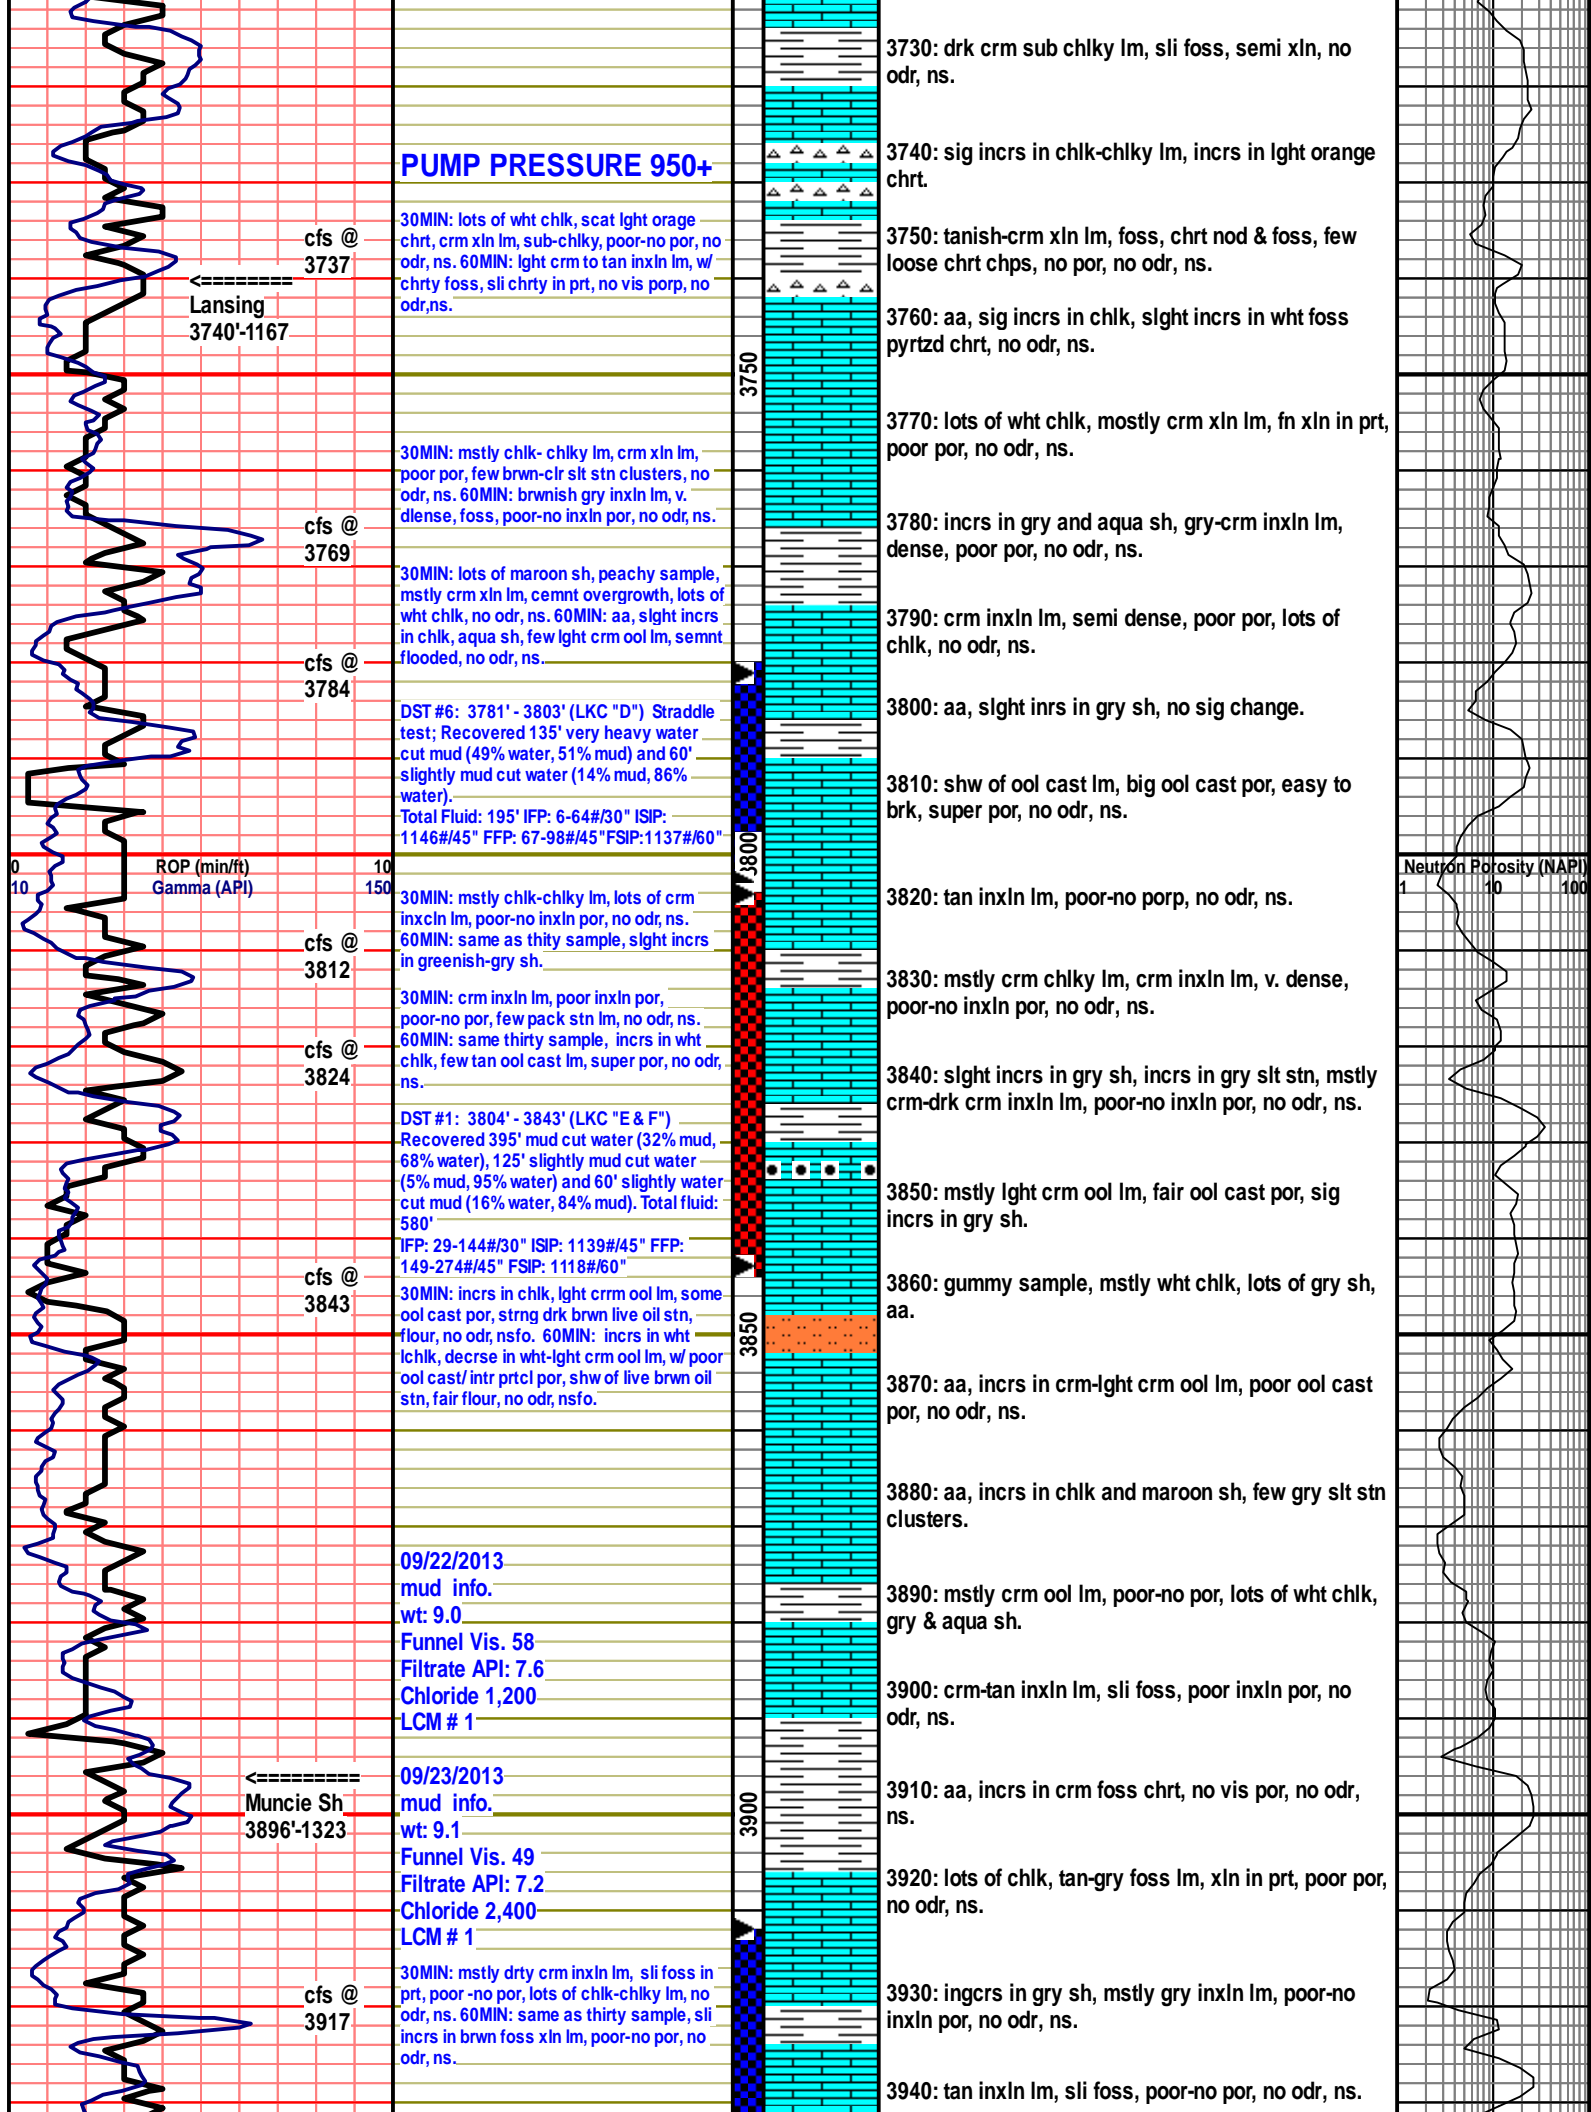 cfs @
3737
<========
Lansing
3740'-1167
cfs @
3769
cfs @
3784
0
ROP (min/ft)
10
10
Gamma (API)
150
cfs @
3812
cfs @
3824
cfs @
3843
<=========
Muncie Sh
3896'-1323
cfs @
3917
PUMP PRESSURE 950+
30MIN: lots of wht chlk, scat lght orage
chrt, crm xln lm, sub-chlky, poor-no por, no
odr, ns. 60MIN: lght crm to tan inxln lm, w/
chrty foss, sli chrty in prt, no vis porp, no
odr,ns.
30MIN: mstly chlk- chlky lm, crm xln lm,
poor por, few brwn-clr slt stn clusters, no
odr, ns. 60MIN: brwnish gry inxln lm, v.
dlense, foss, poor-no inxln por, no odr, ns.
30MIN: lots of maroon sh, peachy sample,
mstly crm xln lm, cemnt overgrowth, lots of
wht chlk, no odr, ns. 60MIN: aa, slght incrs
in chlk, aqua sh, few lght crm ool lm, semnt
flooded, no odr, ns.
DST #6: 3781' - 3803' (LKC "D") Straddle
test; Recovered 135' very heavy water
cut mud (49% water, 51% mud) and 60'
slightly mud cut water (14% mud, 86%
water).
Total Fluid: 195' IFP: 6-64#/30" ISIP:
1146#/45" FFP: 67-98#/45"FSIP:1137#/60"
30MIN: mstly chlk-chlky lm, lots of crm
inxcln lm, poor-no inxln por, no odr, ns.
60MIN: same as thity sample, slght incrs
in greenish-gry sh.
30MIN: crm inxln lm, poor inxln por,
poor-no por, few pack stn lm, no odr, ns.
60MIN: same thirty sample, incrs in wht
chlk, few tan ool cast lm, super por, no odr,
ns.
DST #1: 3804' - 3843' (LKC "E & F")
Recovered 395' mud cut water (32% mud,
68% water), 125' slightly mud cut water
(5% mud, 95% water) and 60' slightly water
cut mud (16% water, 84% mud). Total fluid:
580'
IFP: 29-144#/30" ISIP: 1139#/45" FFP:
149-274#/45" FSIP: 1118#/60"
30MIN: incrs in chlk, lght crrm ool lm, some
ool cast por, strng drk brwn live oil stn,
flour, no odr, nsfo. 60MIN: incrs in wht
lchlk, decrse in wht-lght crm ool lm, w/ poor
ool cast/ intr prtcl por, shw of live brwn oil
stn, fair flour, no odr, nsfo.
09/22/2013
mud info.
wt: 9.0
Funnel Vis. 58
Filtrate API: 7.6
Chloride 1,200
LCM # 1
09/23/2013
mud info.
wt: 9.1
Funnel Vis. 49
Filtrate API: 7.2
Chloride 2,400
LCM # 1
30MIN: mstly drty crm inxln lm, sli foss in
prt, poor -no por, lots of chlk-chlky lm, no
odr, ns. 60MIN: same as thirty sample, sli
incrs in brwn foss xln lm, poor-no por, no
odr, ns.
3750
3800
3850
3900
3730: drk crm sub chlky lm, sli foss, semi xln, no
odr, ns.
3740: sig incrs in chlk-chlky lm, incrs in lght orange
chrt.
3750: tanish-crm xln lm, foss, chrt nod & foss, few
loose chrt chps, no por, no odr, ns.
3760: aa, sig incrs in chlk, slght incrs in wht foss
pyrtzd chrt, no odr, ns.
3770: lots of wht chlk, mostly crm xln lm, fn xln in prt,
poor por, no odr, ns.
3780: incrs in gry and aqua sh, gry-crm inxln lm,
dense, poor por, no odr, ns.
3790: crm inxln lm, semi dense, poor por, lots of
chlk, no odr, ns.
3800: aa, slght inrs in gry sh, no sig change.
3810: shw of ool cast lm, big ool cast por, easy to
brk, super por, no odr, ns.
3820: tan inxln lm, poor-no porp, no odr, ns.
3830: mstly crm chlky lm, crm inxln lm, v. dense,
poor-no inxln por, no odr, ns.
3840: slght incrs in gry sh, incrs in gry slt stn, mstly
crm-drk crm inxln lm, poor-no inxln por, no odr, ns.
3850: mstly lght crm ool lm, fair ool cast por, sig
incrs in gry sh.
3860: gummy sample, mstly wht chlk, lots of gry sh,
aa.
3870: aa, incrs in crm-lght crm ool lm, poor ool cast
por, no odr, ns.
3880: aa, incrs in chlk and maroon sh, few gry slt stn
clusters.
3890: mstly crm ool lm, poor-no por, lots of wht chlk,
gry & aqua sh.
3900: crm-tan inxln lm, sli foss, poor inxln por, no
odr, ns.
3910: aa, incrs in crm foss chrt, no vis por, no odr,
ns.
3920: lots of chlk, tan-gry foss lm, xln in prt, poor por,
no odr, ns.
3930: ingcrs in gry sh, mstly gry inxln lm, poor-no
inxln por, no odr, ns.
3940: tan inxln lm, sli foss, poor-no por, no odr, ns.
Neutron Porosity (NAPI)
1
10
100